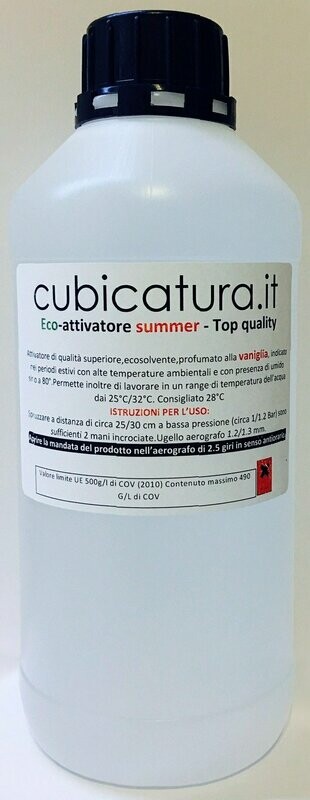 cubicatura.it
Eco-attivatore summer - Top quality
Attivatore di qualità superiore,ecosolvente,profumato alla vaniglia, indicato
nei periodi estivi con alte temperature ambientali e con presenza di umido
sino a 80°.Permette inoltre di lavorare in un range di temperatura dell'acqua
dai 25°C/32°C. Consigliato 28°C
ISTRUZiONi PER L'USO:
Spruzzare a distanza di circa 25/30 cm a bassa pressione (circa 1/1.2 Bar) sono
sufficienti 2 mani incrociate.Ugello aerografo 1.2/1.3 mm.
Aprire la mandata del prodotto nell'aerografo di 2.5 giri in senso antiorario
Valore limite UE 500g/l di COV (2010) Contenuto massimo 490
G/L di COV